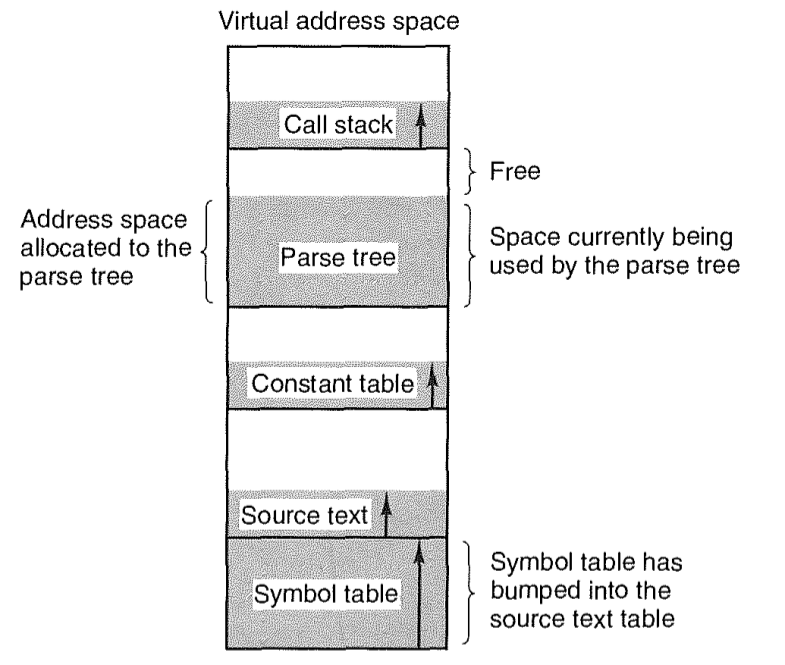 Virtual address space
Call stack
Free
Address space
allocated to the
parse tree
Parse tree
Space currently being
used by the parse tree
Constant table
Source text
Symbol table
Symbol table has
bumped into the
source text table